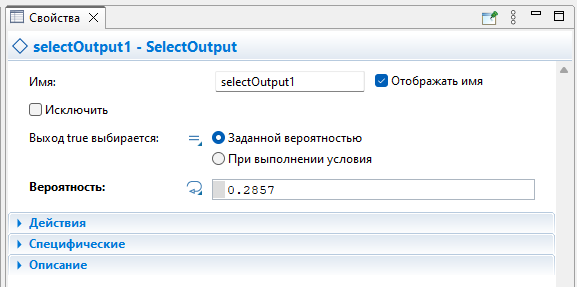 Свойства
selectOutput1 - SelectOutput
Имя: selectOutput1 Отображать имя
Исключить
Выход true выбирается: = Заданной вероятностью
При выполнении условия
Вероятность: 0.2857
Действия
Специфические
Описание